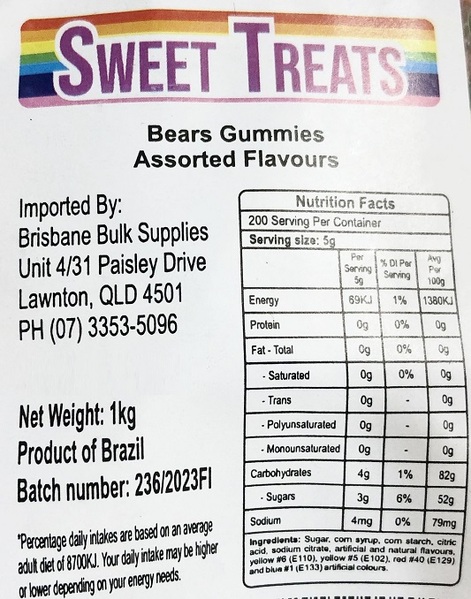 SWEET TREATS
Bears Gummies
Assorted Flavours
Imported By:
Brisbane Bulk Supplies
Unit 4/31 Paisley Drive
Lawnton, QLD 4501
PH (07) 3353-5096
Net Weight: 1kg
Product of Brazil
Batch number: 236/2023FI
*Percentage daily intakes are based on an average
adult diet of 8700KJ. Your daily intake may be higher
or lower depending on your energy needs.
Nutrition Facts
200 Serving Per Container
Serving size: 5g
Per Serving 5g % DI Per Serving Avg Per 100g
Energy 69KJ 1% 1380KJ
Protein 0g 0% 0g
Fat - Total 0g 0% 0g
- Saturated 0g 0% 0g
- Trans 0g - 0g
- Polyunsaturated 0g - 0g
- Monounsaturated 0g - 0g
Carbohydrates 4g 1% 82g
- Sugars 3g 6% 52g
Sodium 4mg 0% 79mg
Ingredients: Sugar, corn syrup, corn starch, citric
acid, sodium citrate, artificial and natural flavours,
yellow #6 (E110), yellow #5 (E102), red #40 (E129)
and blue #1 (E133) artificial colours.